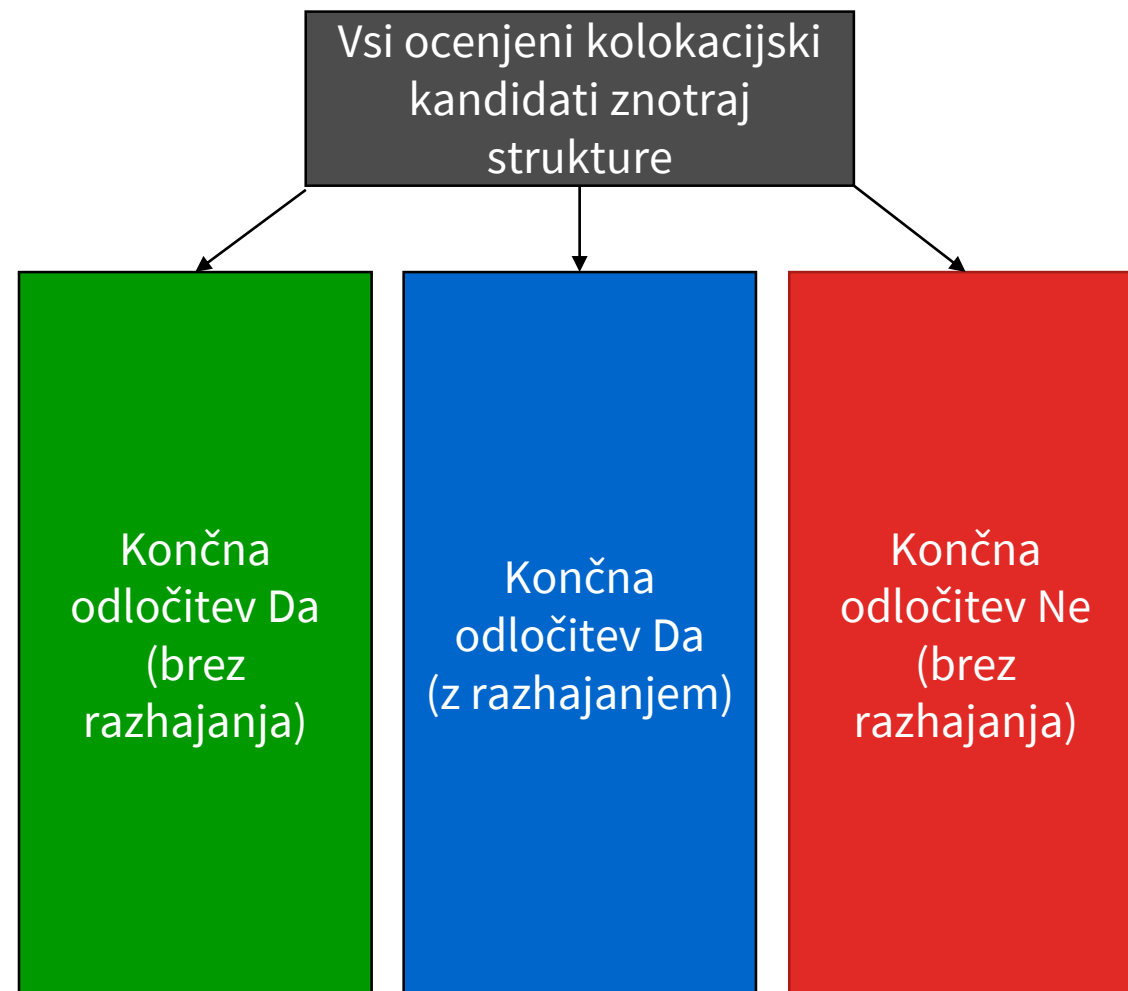 Vsi ocenjeni kolokacijski
kandidati znotraj
strukture
Končna
odločitev Da
(brez
razhajanja)
Končna
odločitev Da
(z razhajanjem)
Končna
odločitev Ne
(brez
razhajanja)